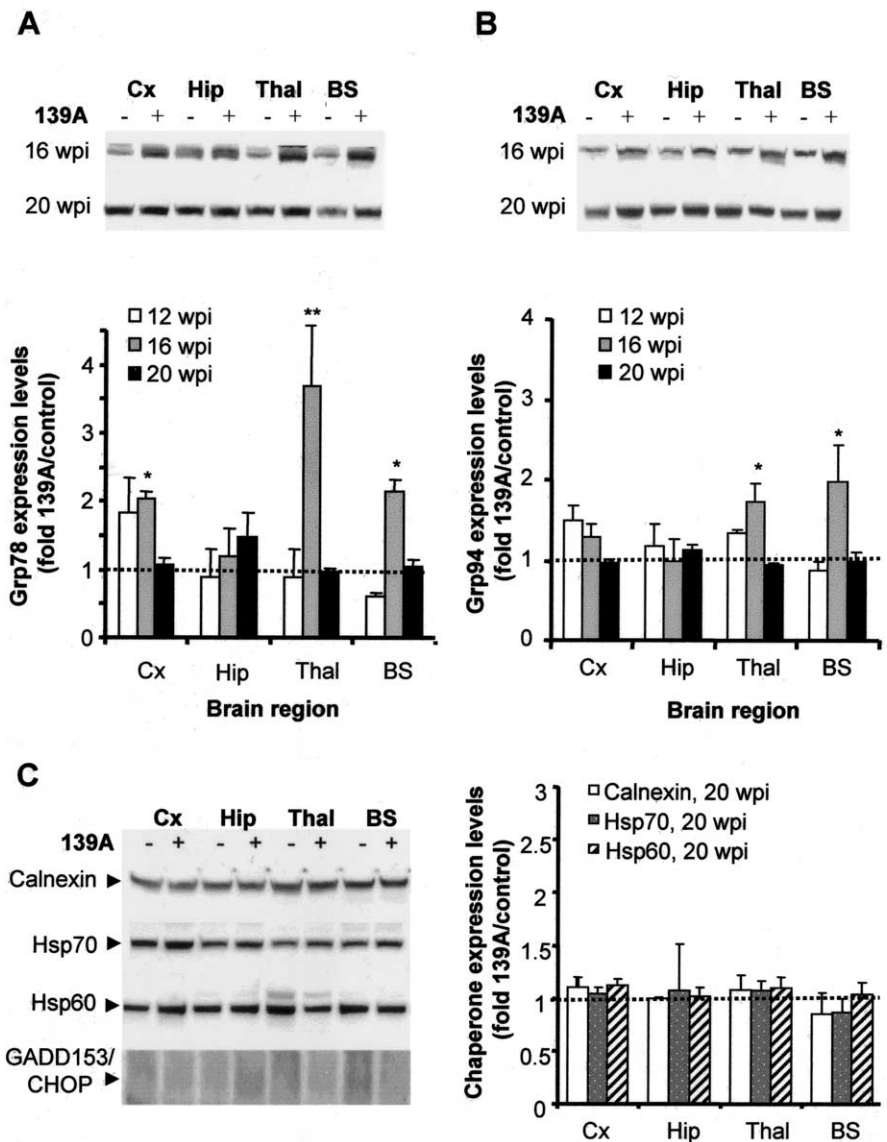 A
Cx Hip Thal BS
139A - + - + - + - +
16 wpi
20 wpi
12 wpi
16 wpi
20 wpi
Grp78 expression levels
(fold 139A/control)
4
3
2
1
0
* ** *
Cx Hip Thal BS
Brain region
B
Cx Hip Thal BS
139A - + - + - + - +
16 wpi
20 wpi
12 wpi
16 wpi
20 wpi
Grp94 expression levels
(fold 139A/control)
4
3
2
1
0
* *
Cx Hip Thal BS
Brain region
C
Cx Hip Thal BS
139A - + - + - + - +
Calnexin
Hsp70
Hsp60
GADD153/
CHOP
Calnexin, 20 wpi
Hsp70, 20 wpi
Hsp60, 20 wpi
Chaperone expression levels
(fold 139A/control)
3
2.5
2
1.5
1
0.5
0
Cx Hip Thal BS